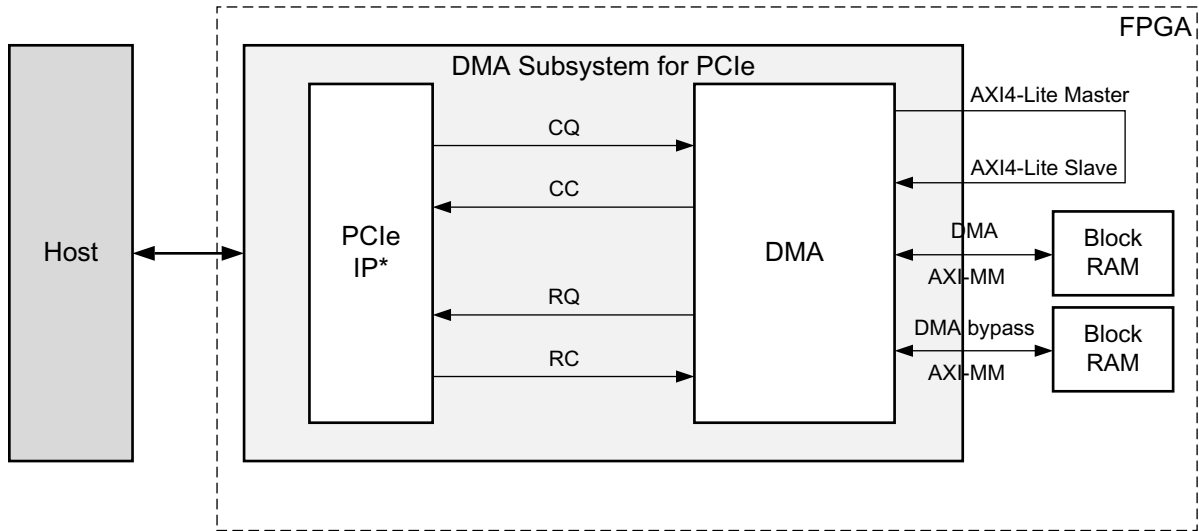 FPGA
DMA Subsystem for PCIe
AXI4-Lite Master
CQ
AXI4-Lite Slave
CC
Host
PCIe
IP*
DMA
DMA
AXI-MM
Block
RAM
RQ
DMA bypass
AXI-MM
Block
RAM
RC